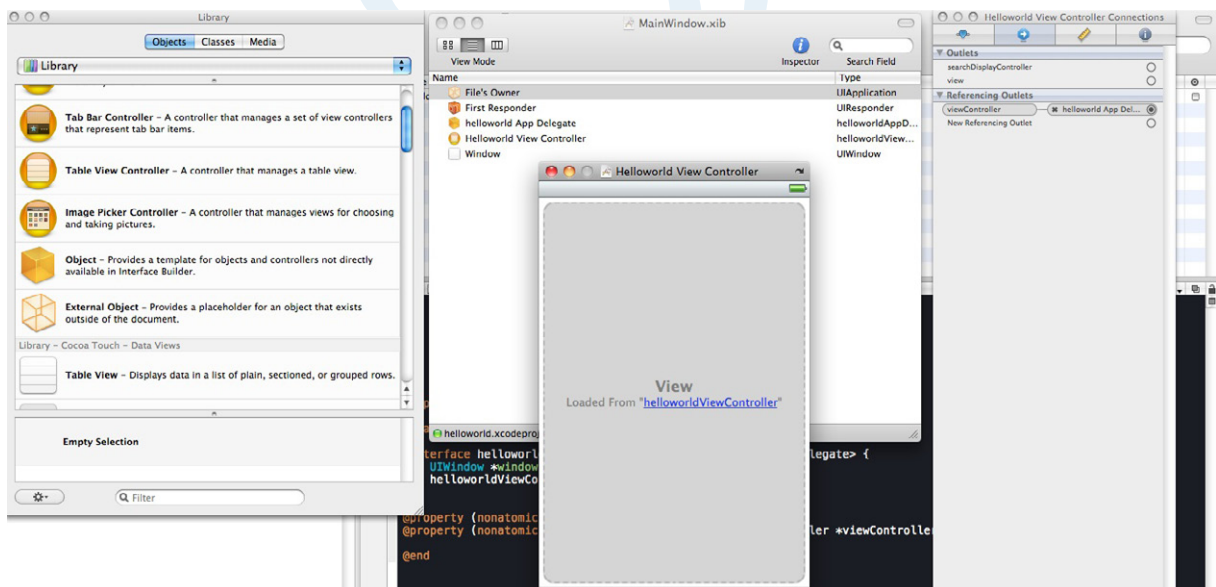 Library
Objects Classes Media
Library
Tab Bar Controller – A controller that manages a set of view controllers
that represent tab bar items.
Table View Controller – A controller that manages a table view.
Image Picker Controller – A controller that manages views for choosing
and taking pictures.
Object – Provides a template for objects and controllers not directly
available in Interface Builder.
External Object – Provides a placeholder for an object that exists
outside of the document.
Library – Cocoa Touch – Data Views
Table View – Displays data in a list of plain, sectioned, or grouped rows.
Empty Selection
Filter
MainWindow.xib
View Mode Inspector Search Field
Name Type
File's Owner UIApplication
First Responder UIResponder
helloworld App Delegate helloworldAppD...
Helloworld View Controller helloworldView...
Window UIWindow
helloworld.xcodeproj
Helloworld View Controller
View
Loaded From "helloworldViewController"
terface helloworl legate> {
UIWindow *window
helloworldViewCo
@property (nonatomic
@property (nonatomic ler *viewControlle
@end
Helloworld View Controller Connections
Outlets
searchDisplayController
view
Referencing Outlets
viewController helloworld App Del...
New Referencing Outlet